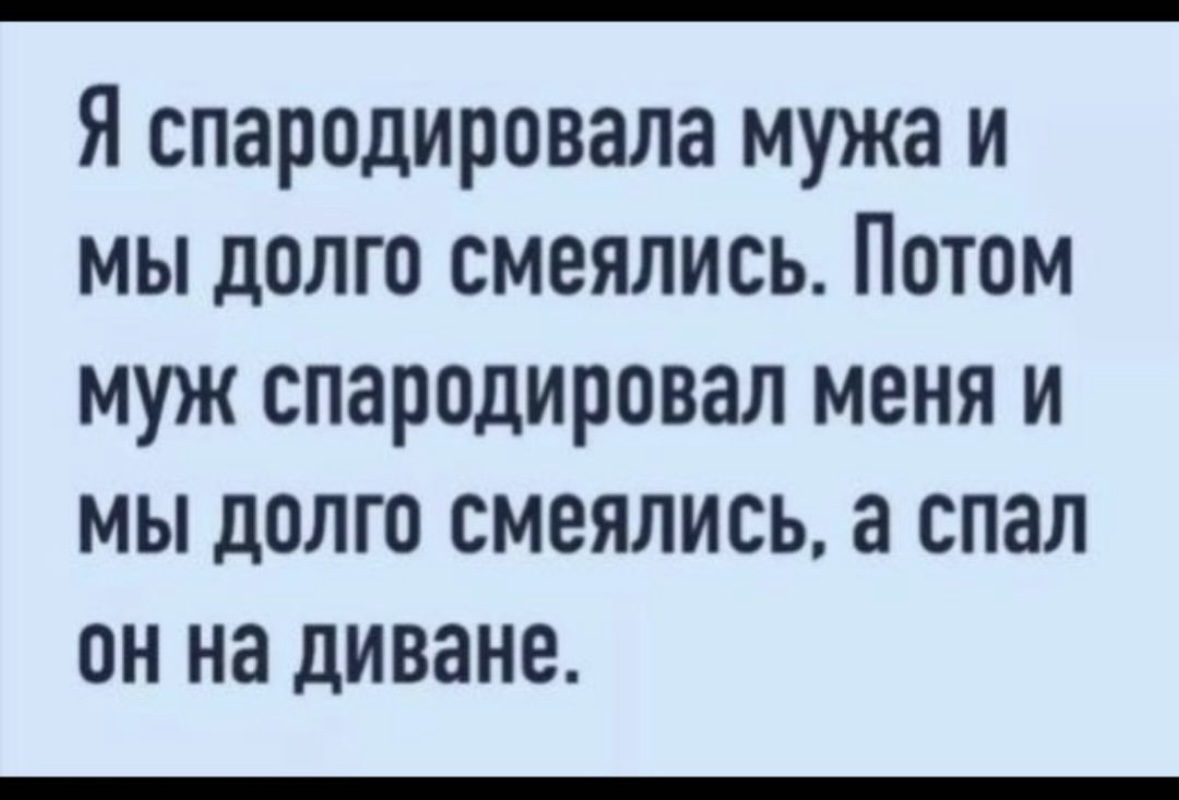 Я спародировала мужа и
мы долго смеялись. Потом
муж спародировал меня и
мы долго смеялись, а спал
он на диване.